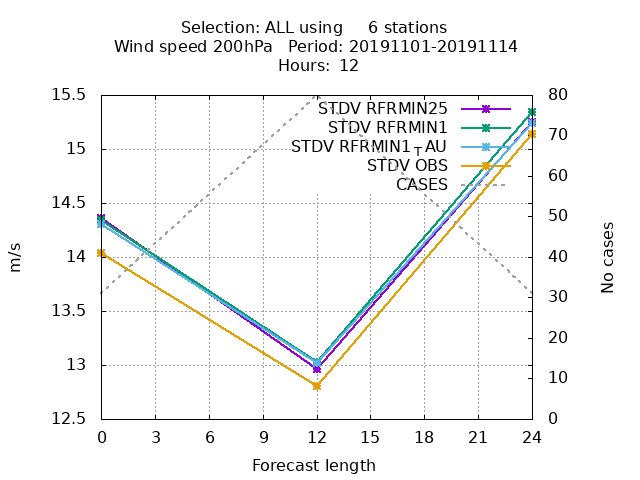 Selection: ALL using     6 stations
Wind speed 200hPa   Period: 20191101-20191114
Hours: 12
STDV RFRMIN25
STDV RFRMIN1
STDV RFRMIN1_TAU
STDV OBS
CASES
15.5
15
14.5
14
13.5
13
12.5
80
70
60
50
40
30
20
10
0
m/s
No cases
0 3 6 9 12 15 18 21 24
Forecast length